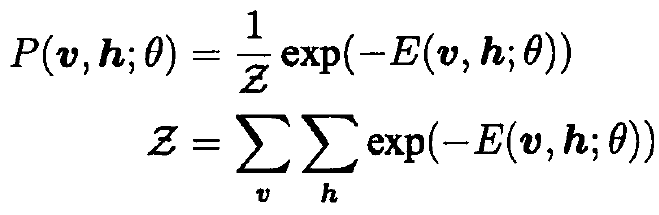 P(v, h; θ) = 1/𝒵 exp(−E(v, h; θ))
𝒵 = ∑_v ∑_h exp(−E(v, h; θ))